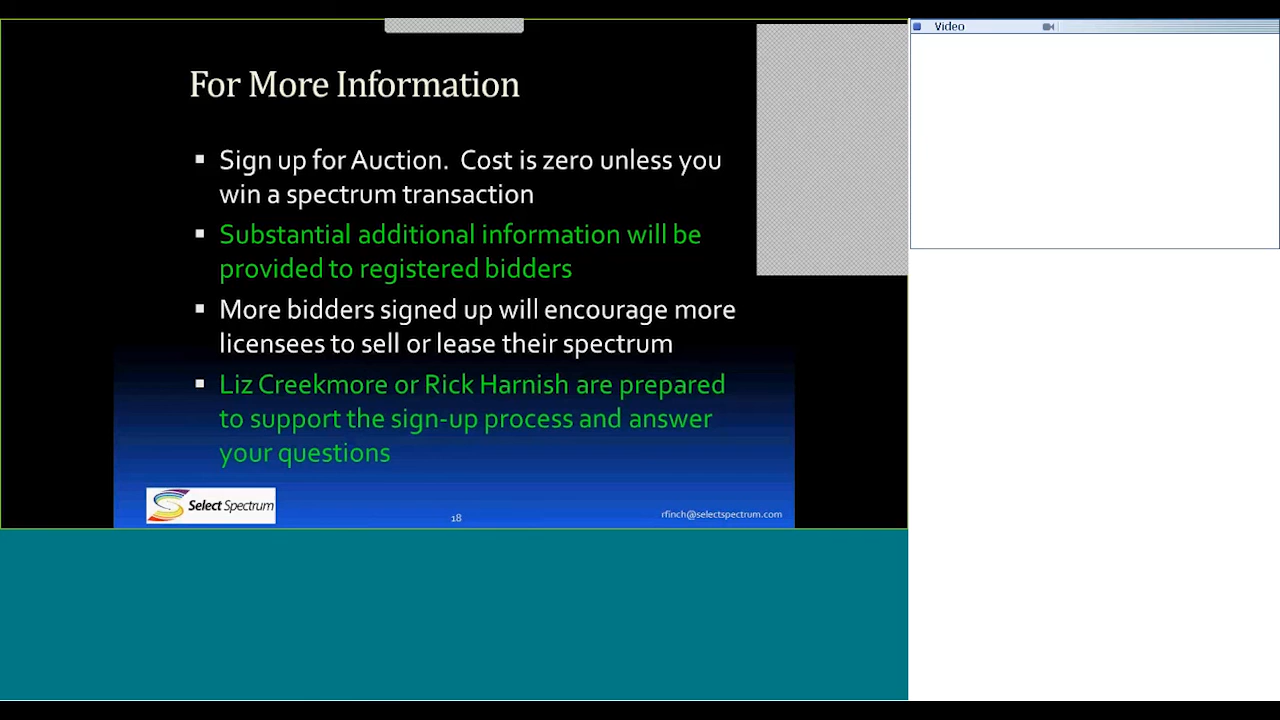 Video
For More Information
▪ Sign up for Auction.  Cost is zero unless you
win a spectrum transaction
▪ Substantial additional information will be
provided to registered bidders
▪ More bidders signed up will encourage more
licensees to sell or lease their spectrum
▪ Liz Creekmore or Rick Harnish are prepared
to support the sign-up process and answer
your questions
Select Spectrum
18
rfinch@selectspectrum.com